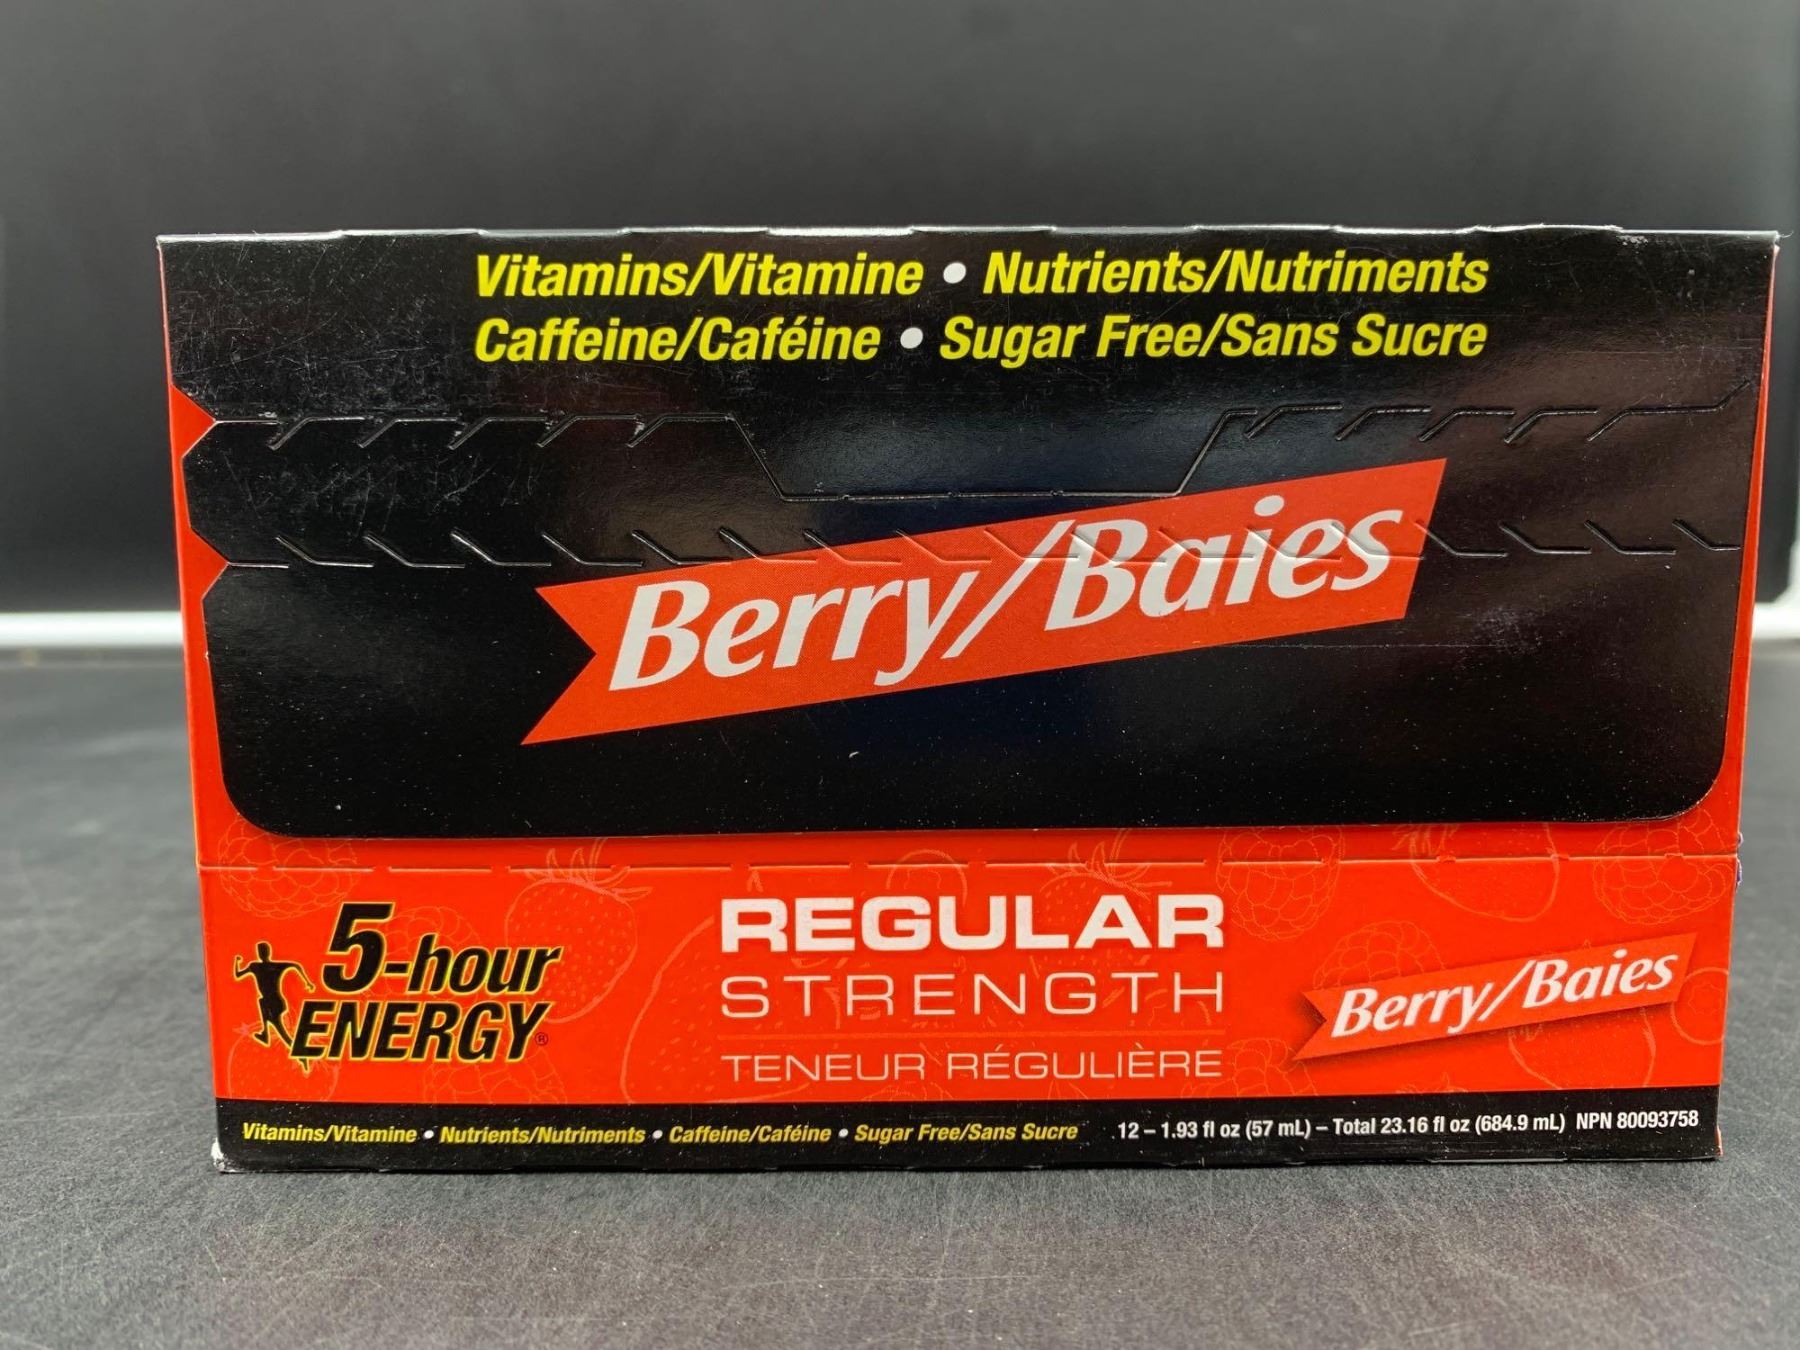 Vitamins/Vitamine • Nutrients/Nutriments
Caffeine/Caféine • Sugar Free/Sans Sucre
Berry/Baies
5-hour
ENERGY®
REGULAR
STRENGTH
TENEUR RÉGULIÈRE
Berry/Baies
Vitamins/Vitamine • Nutrients/Nutriments • Caffeine/Caféine • Sugar Free/Sans Sucre
12 – 1.93 fl oz (57 mL) – Total 23.16 fl oz (684.9 mL) NPN 80093758